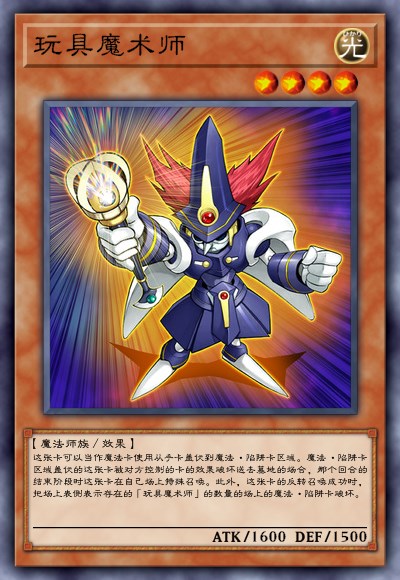 玩具魔术师
光
【魔法师族／效果】
这张卡可以当作魔法卡使用从手卡盖伏到魔法·陷阱卡区域。魔法·陷阱卡
区域盖伏的这张卡被对方控制的卡的效果破坏送去墓地的场合，那个回合的
结束阶段时这张卡在自己场上特殊召唤。此外，这张卡的反转召唤成功时，
把场上表侧表示存在的「玩具魔术师」的数量的场上的魔法·陷阱卡破坏。
ATK/1600 DEF/1500